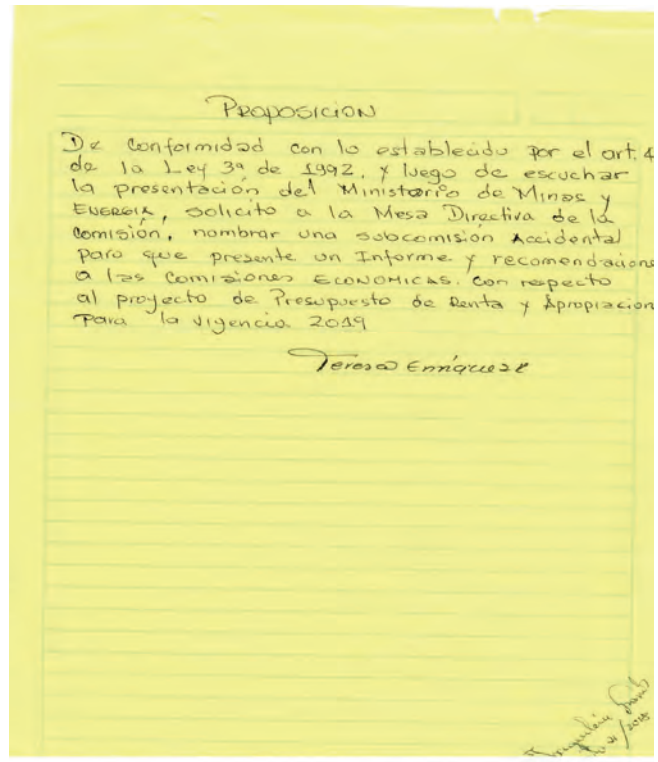 PROPOSICION
De conformidad con lo establecido por el art. 4
de la Ley 3ª de 1992, y luego de escuchar
la presentación del Ministerio de Minas y
ENERGIA, solicito a la Mesa Directiva de la
Comisión, nombrar una subcomisión Accidental
para que presente un Informe y recomendacione
a las Comisiones ECONOMICAS. con respecto
al proyecto de Presupuesto de Renta y Apropiacion
Para la vigencia 2019
Teresa Enríquez R
21/2018